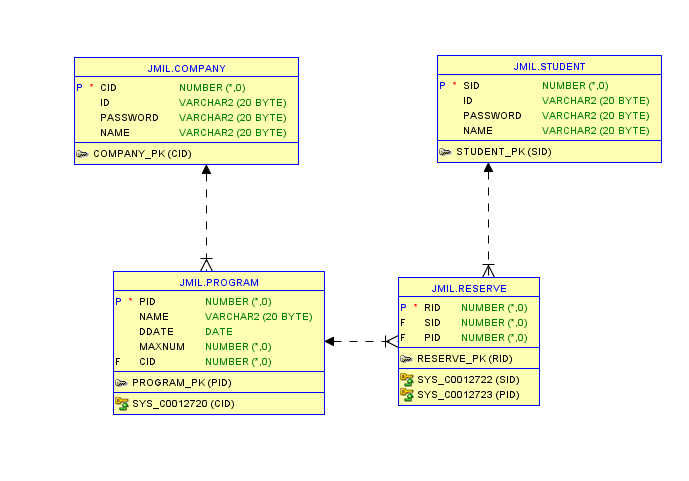 JMIL.COMPANY
P * CID NUMBER (*,0)
ID VARCHAR2 (20 BYTE)
PASSWORD VARCHAR2 (20 BYTE)
NAME VARCHAR2 (20 BYTE)
COMPANY_PK (CID)
JMIL.STUDENT
P * SID NUMBER (*,0)
ID VARCHAR2 (20 BYTE)
PASSWORD VARCHAR2 (20 BYTE)
NAME VARCHAR2 (20 BYTE)
STUDENT_PK (SID)
JMIL.PROGRAM
P * PID NUMBER (*,0)
NAME VARCHAR2 (20 BYTE)
DDATE DATE
MAXNUM NUMBER (*,0)
F CID NUMBER (*,0)
PROGRAM_PK (PID)
SYS_C0012720 (CID)
JMIL.RESERVE
P * RID NUMBER (*,0)
F SID NUMBER (*,0)
F PID NUMBER (*,0)
RESERVE_PK (RID)
SYS_C0012722 (SID)
SYS_C0012723 (PID)